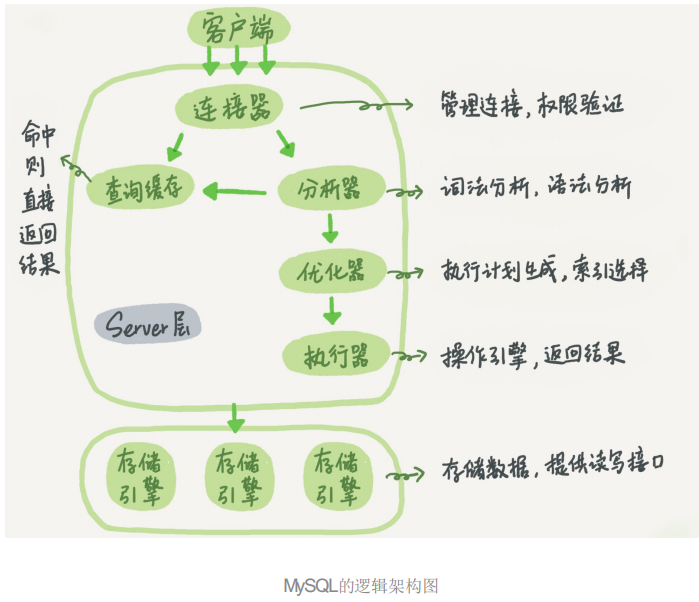 客户端
连接器
管理连接，权限验证
命中
则
直接
返回
结果
查询缓存
分析器
词法分析，语法分析
优化器
执行计划生成，索引选择
Server层
执行器
操作引擎，返回结果
存储
引擎
存储
引擎
存储
引擎
存储数据，提供读写接口
MySQL的逻辑架构图